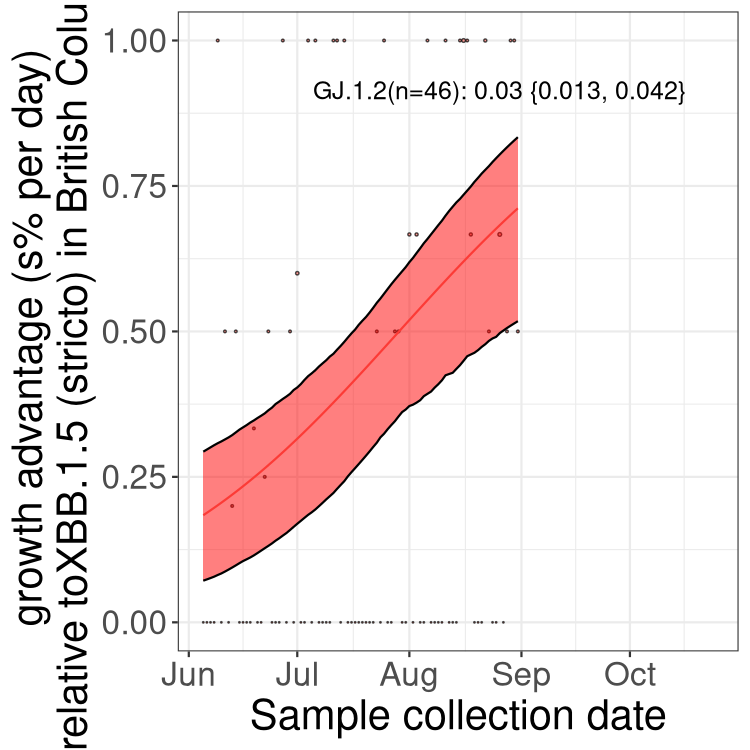 growth advantage (s% per day)
relative toXBB.1.5 (stricto) in British Colu
1.00
0.75
0.50
0.25
0.00
GJ.1.2(n=46): 0.03 {0.013, 0.042}
Jun Jul Aug Sep Oct
Sample collection date